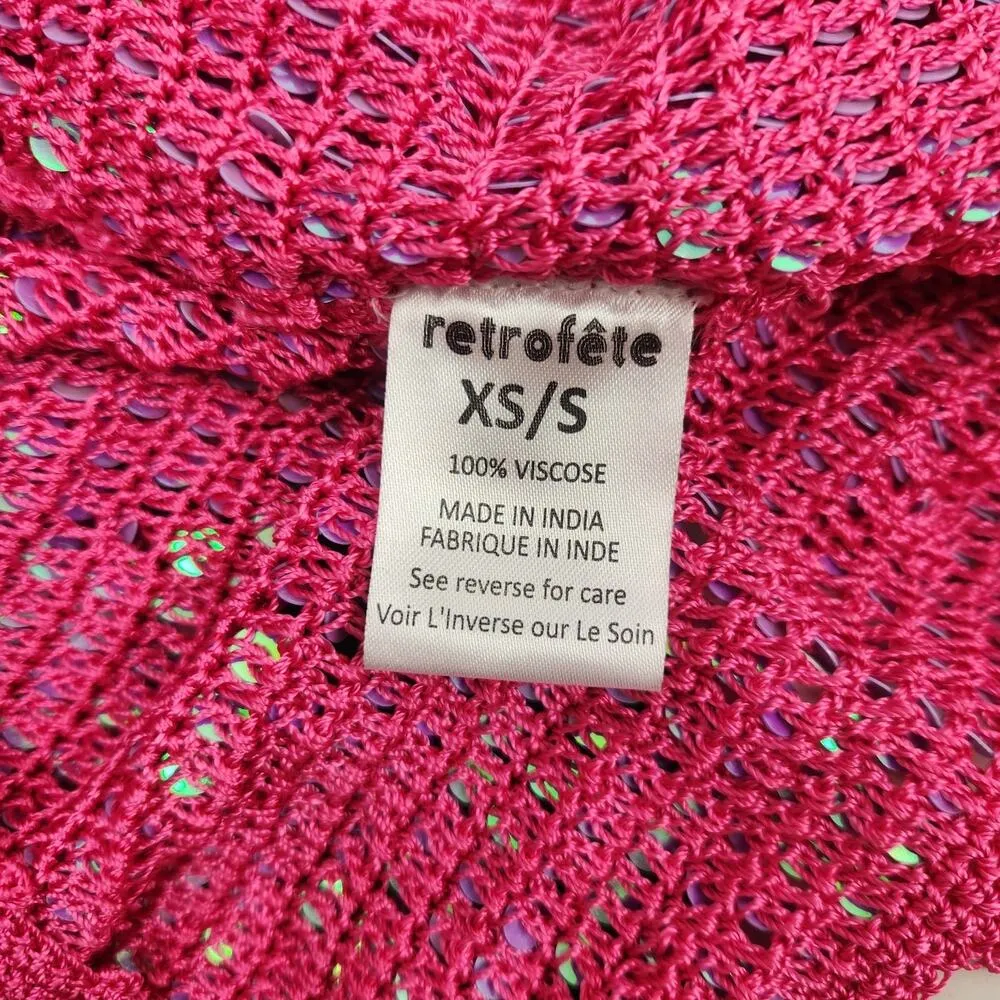 retrofête
XS/S
100% VISCOSE
MADE IN INDIA
FABRIQUE IN INDE
See reverse for care
Voir L'Inverse our Le Soin